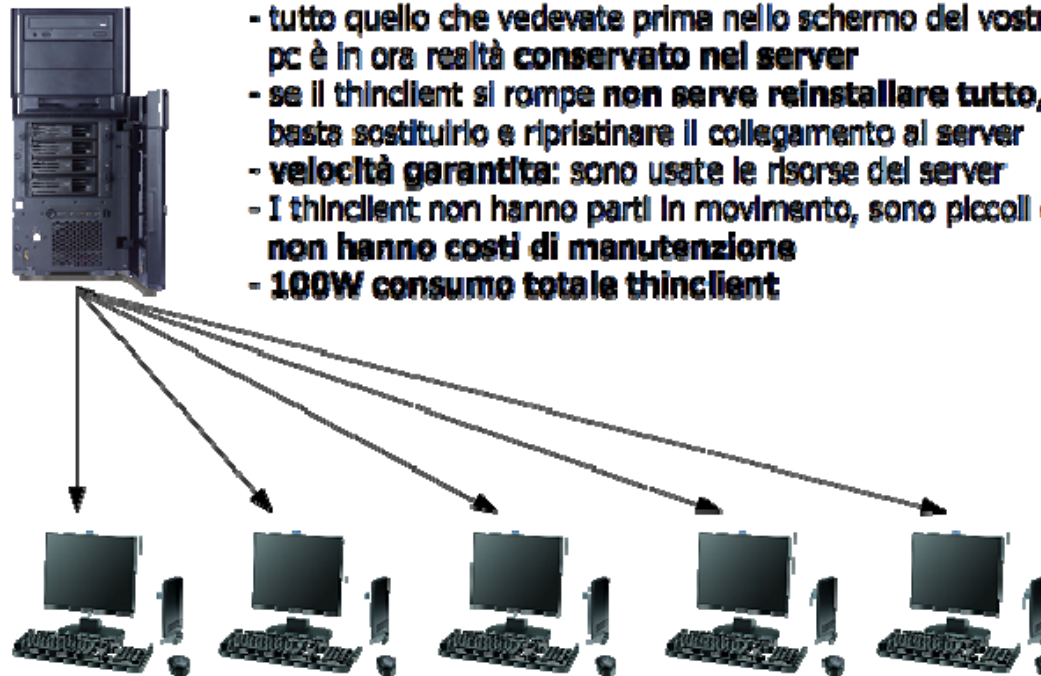 - tutto quello che vedevate prima nello schermo del vostr
pc è in ora realtà conservato nel server
- se il thinclient si rompe non serve reinstallare tutto,
basta sostituirlo e ripristinare il collegamento al server
- velocità garantita: sono usate le risorse del server
- I thinclient non hanno parti in movimento, sono piccoli
non hanno costi di manutenzione
- 100W consumo totale thinclient